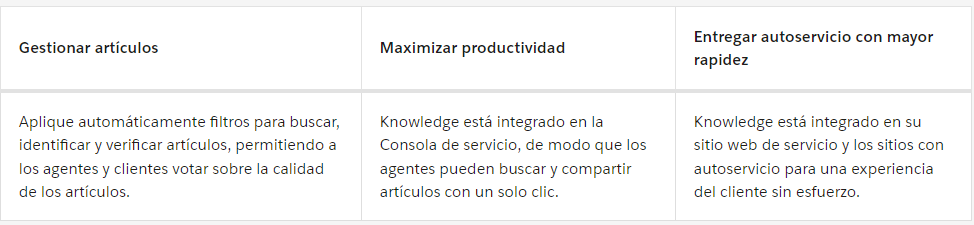 Gestionar artículos
Maximizar productividad
Entregar autoservicio con mayor
rapidez
Aplique automáticamente filtros para buscar,
identificar y verificar artículos, permitiendo a
los agentes y clientes votar sobre la calidad
de los artículos.
Knowledge está integrado en la
Consola de servicio, de modo que los
agentes pueden buscar y compartir
artículos con un solo clic.
Knowledge está integrado en su
sitio web de servicio y los sitios con
autoservicio para una experiencia
del cliente sin esfuerzo.